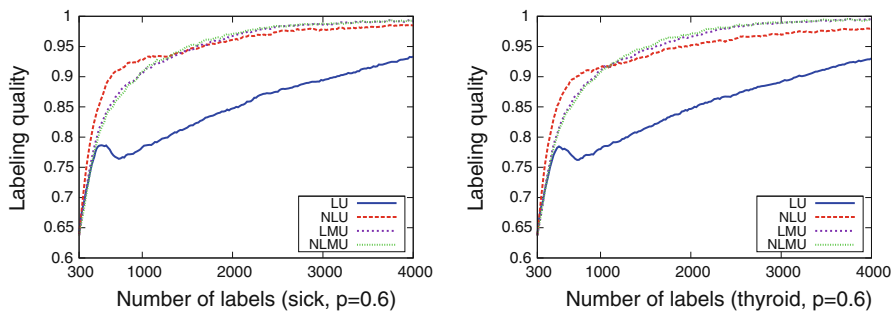 Labeling quality
1
0.95
0.9
0.85
0.8
0.75
0.7
0.65
0.6
300 1000 2000 3000 4000
Number of labels (sick, p=0.6)
LU
NLU
LMU
NLMU
Labeling quality
1
0.95
0.9
0.85
0.8
0.75
0.7
0.65
0.6
300 1000 2000 3000 4000
Number of labels (thyroid, p=0.6)
LU
NLU
LMU
NLMU